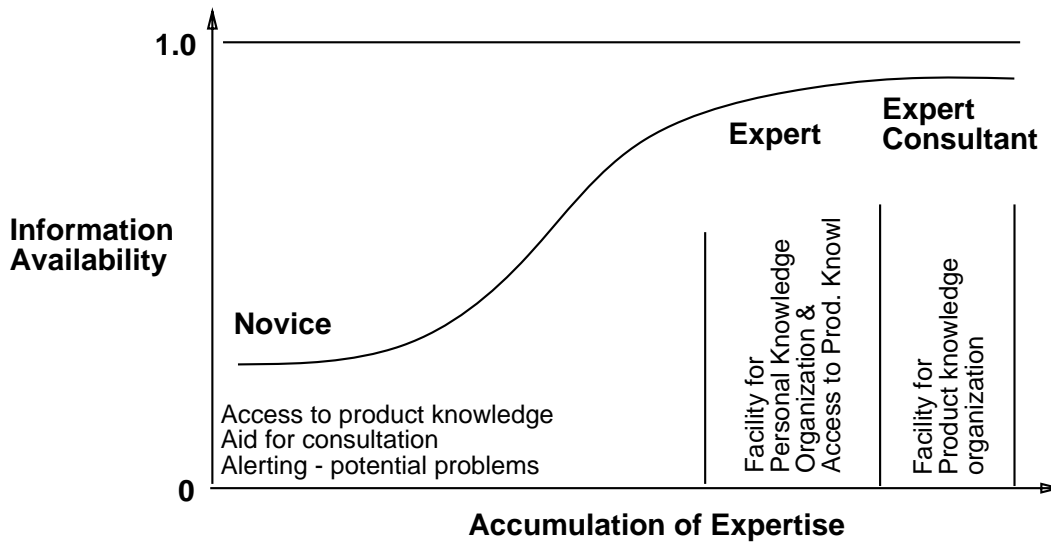 1.0
Information
Availability
Novice
Expert
Expert
Consultant
Access to product knowledge
Aid for consultation
Alerting - potential problems
Facility for
Personal Knowledge
Organization &
Access to Prod. Knowl
Facility for
Product knowledge
organization
0
Accumulation of Expertise